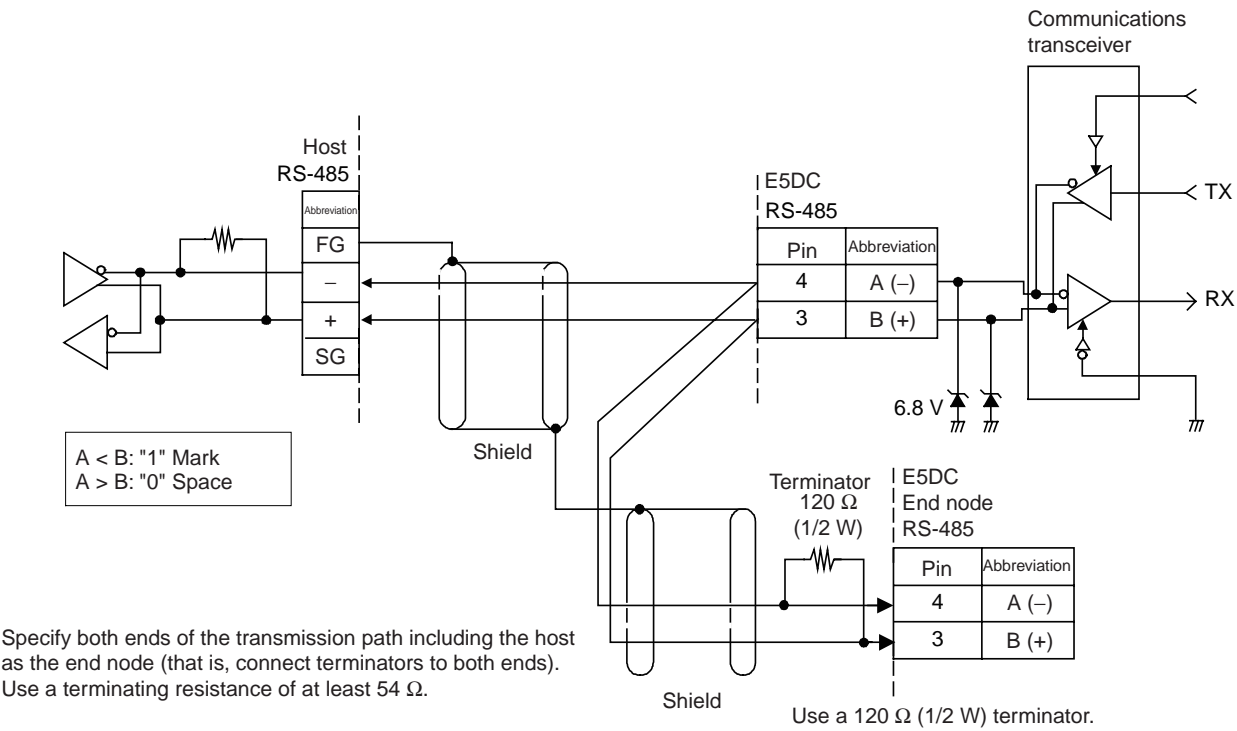 Communications
transceiver
Host
RS-485
Abbreviation
FG
−
+
SG
E5DC
RS-485
Pin Abbreviation
4 A (−)
3 B (+)
TX
RX
6.8 V
Shield
A < B: "1" Mark
A > B: "0" Space
Terminator
120 Ω
(1/2 W)
E5DC
End node
RS-485
Pin Abbreviation
4 A (−)
3 B (+)
Shield
Specify both ends of the transmission path including the host
as the end node (that is, connect terminators to both ends).
Use a terminating resistance of at least 54 Ω.
Use a 120 Ω (1/2 W) terminator.